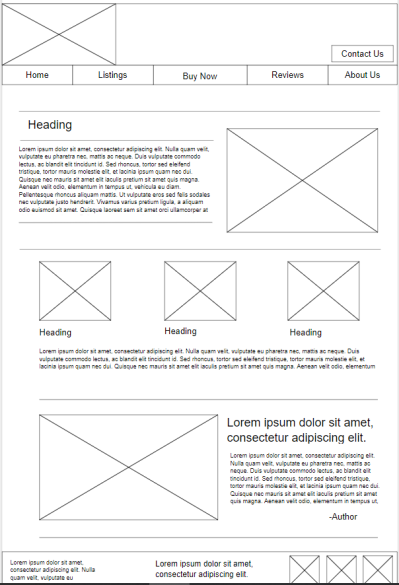 Contact Us
Home Listings Buy Now Reviews About Us
Heading
Lorem ipsum dolor sit amet, consectetur adipiscing elit. Nulla quam velit,
vulputate eu pharetra nec, mattis ac neque. Duis vulputate commodo
lectus, ac blandit elit tincidunt id. Sed rhoncus, tortor sed eleifend
tristique, tortor mauris molestie elit, et lacinia ipsum quam nec dui.
Quisque nec mauris sit amet elit iaculis pretium sit amet quis magna.
Aenean velit odio, elementum in tempus ut, vehicula eu diam.
Pellentesque rhoncus aliquam mattis. Ut vulputate eros sed felis sodales
nec vulputate justo hendrerit. Vivamus varius pretium ligula, a aliquam
odio euismod sit amet. Quisque laoreet sem sit amet orci ullamcorper at
Heading Heading Heading
Lorem ipsum dolor sit amet, consectetur adipiscing elit. Nulla quam velit, vulputate eu pharetra nec, mattis ac neque. Duis
vulputate commodo lectus, ac blandit elit tincidunt id. Sed rhoncus, tortor sed eleifend tristique, tortor mauris molestie elit, et
lacinia ipsum quam nec dui. Quisque nec mauris sit amet elit iaculis pretium sit amet quis magna. Aenean velit odio, elementum
Lorem ipsum dolor sit amet,
consectetur adipiscing elit.
Lorem ipsum dolor sit amet, consectetur adipiscing elit.
Nulla quam velit, vulputate eu pharetra nec, mattis ac
neque. Duis vulputate commodo lectus, ac blandit elit
tincidunt id. Sed rhoncus, tortor sed eleifend tristique,
tortor mauris molestie elit, et lacinia ipsum quam nec dui.
Quisque nec mauris sit amet elit iaculis pretium sit amet
quis magna. Aenean velit odio, elementum in tempus ut,
-Author
Lorem ipsum dolor sit amet,
consectetur adipiscing elit. Nulla
quam velit, vulputate eu
Lorem ipsum dolor sit amet,
consectetur adipiscing elit.